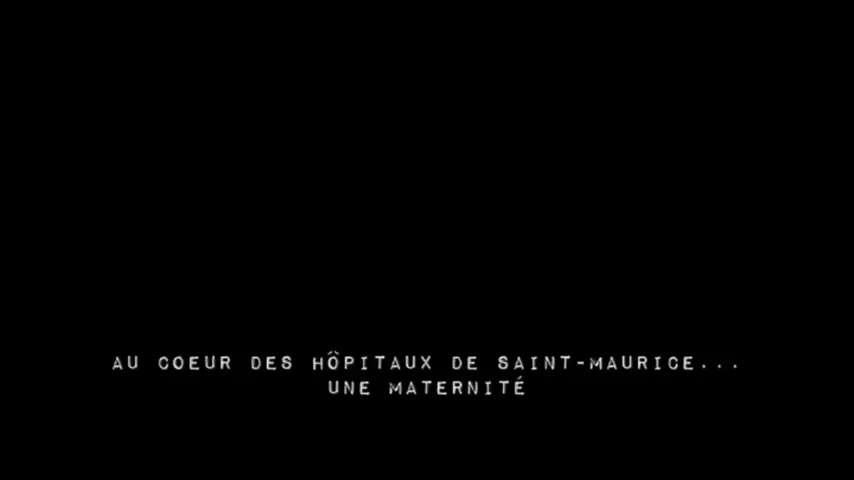 AU COEUR DES HÔPITAUX DE SAINT-MAURICE...
UNE MATERNITÉ